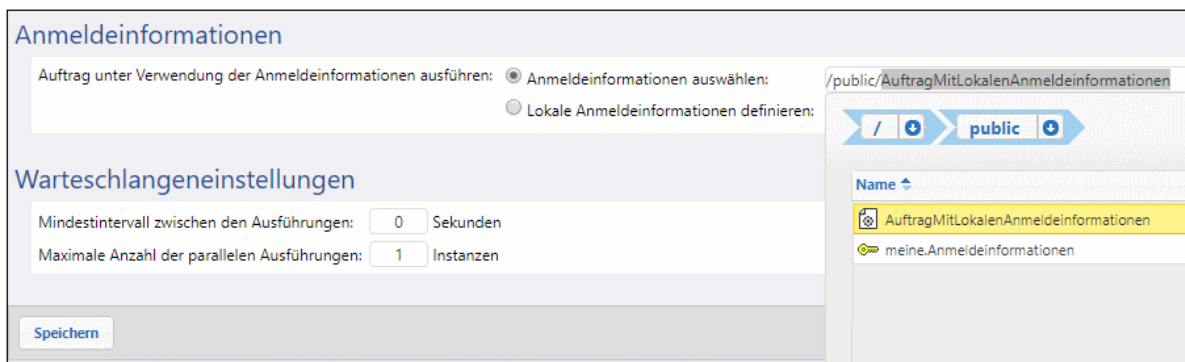 Anmeldeinformationen
Auftrag unter Verwendung der Anmeldeinformationen ausführen: Anmeldeinformationen auswählen: /public/AuftragMitLokalenAnmeldeinformationen
Lokale Anmeldeinformationen definieren:
/ public
Warteschlangeneinstellungen
Name
Mindestintervall zwischen den Ausführungen: 0 Sekunden
AuftragMitLokalenAnmeldeinformationen
Maximale Anzahl der parallelen Ausführungen: 1 Instanzen
meine.Anmeldeinformationen
Speichern